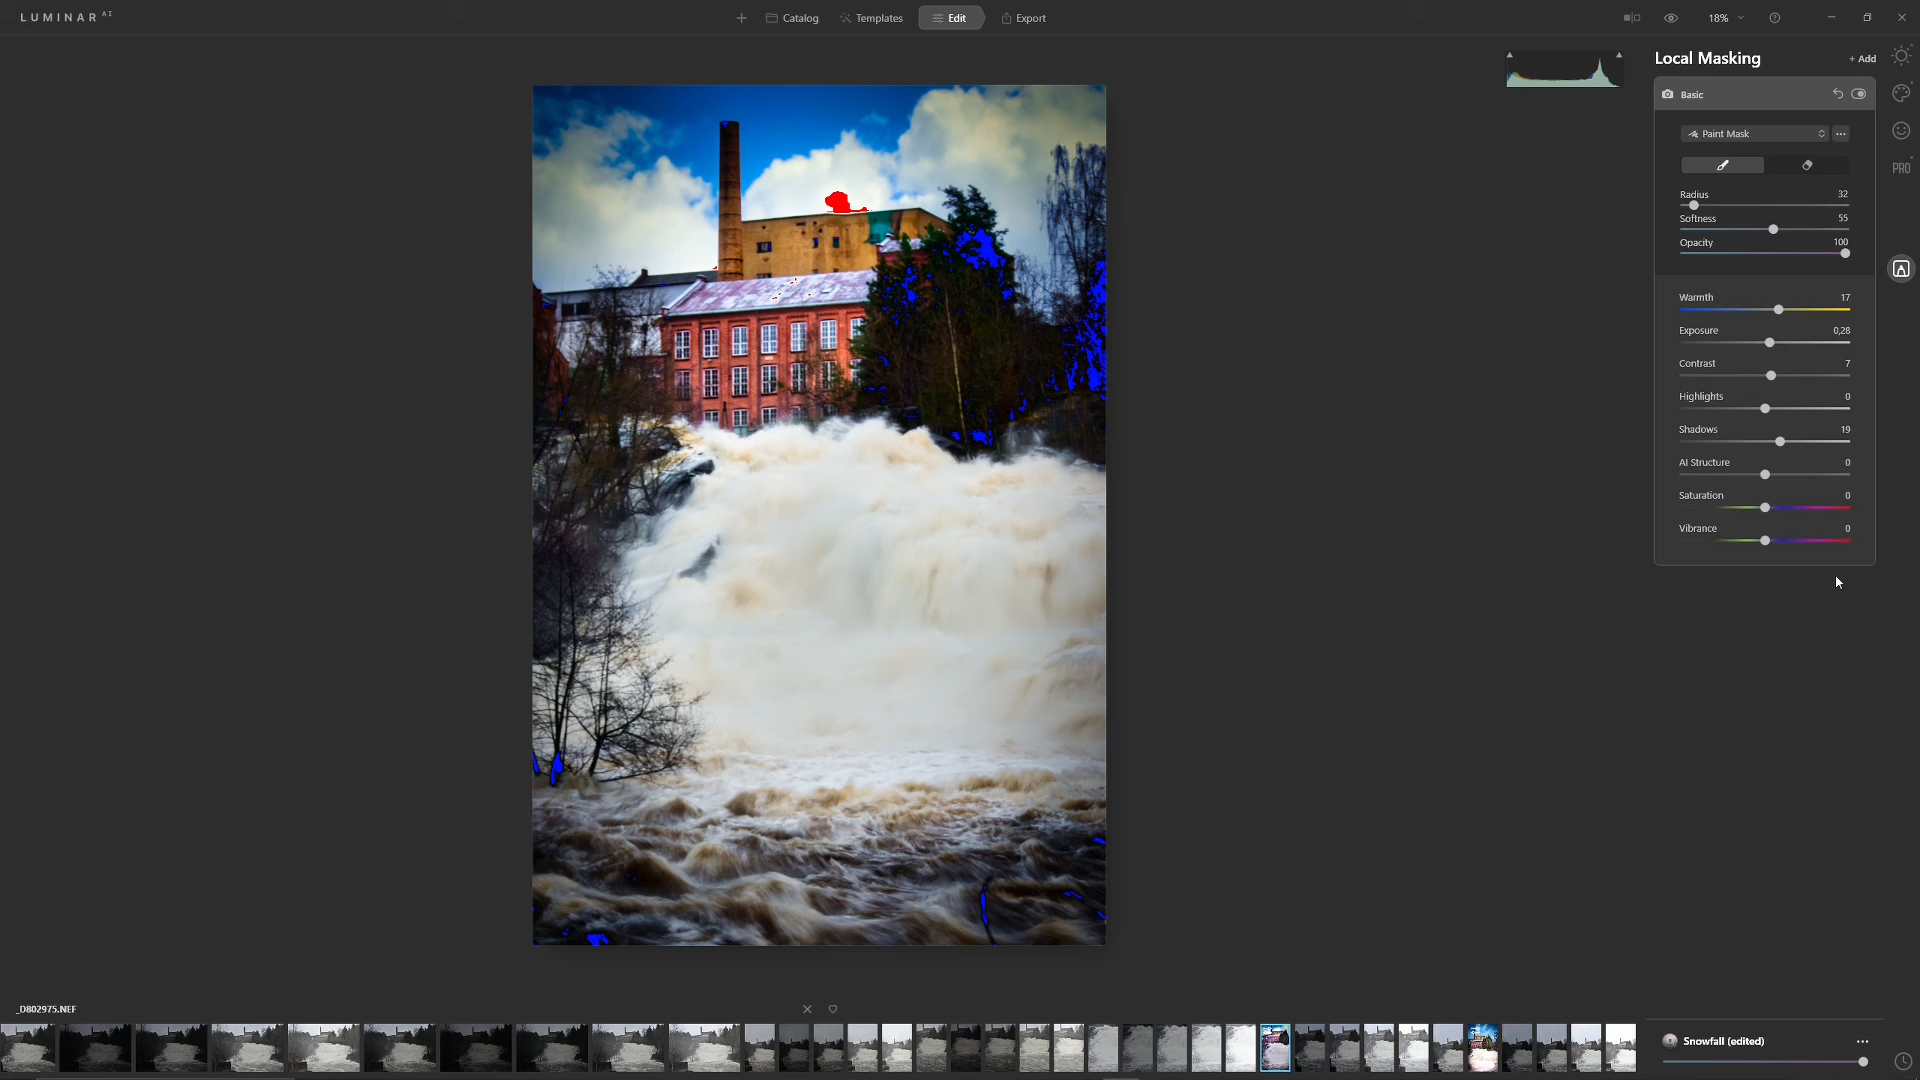 LUMINAR AI
+ Catalog Templates Edit Export 18%
Local Masking + Add
Basic
Paint Mask
Radius 32
Softness 55
Opacity 100
Warmth 17
Exposure 0,28
Contrast 7
Highlights 0
Shadows 19
AI Structure 0
Saturation 0
Vibrance 0
PRO
_D802975.NEF
Snowfall (edited)